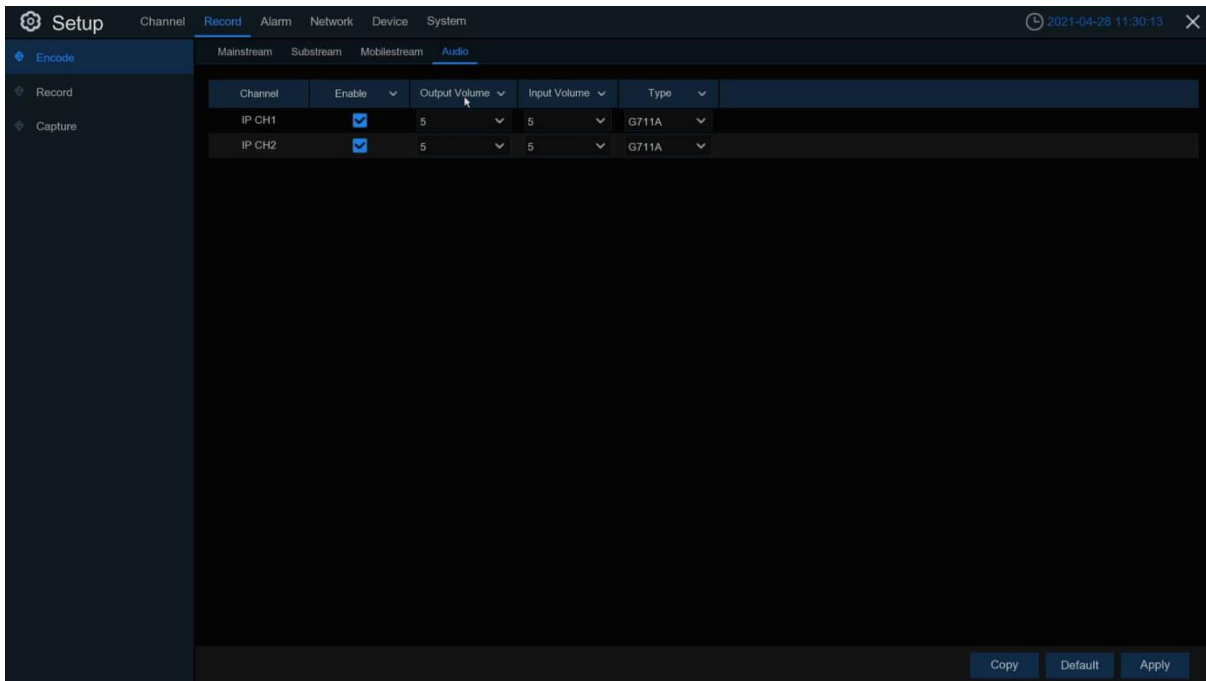 Setup Channel Record Alarm Network Device System 2021-04-28 11:30:13
Encode
Record
Capture
Mainstream Substream Mobilestream Audio
Channel Enable Output Volume Input Volume Type
IP CH1 5 5 G711A
IP CH2 5 5 G711A
Copy Default Apply